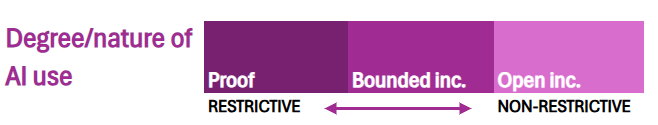 Degree/nature of
AI use
Proof Bounded inc. Open inc.
RESTRICTIVE NON-RESTRICTIVE